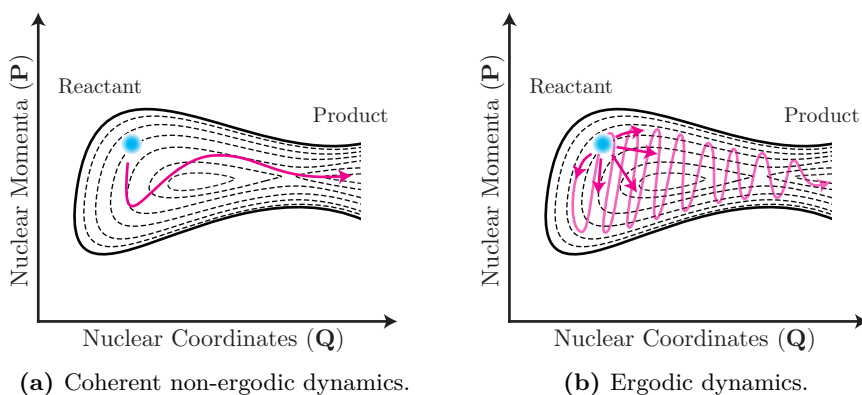 Nuclear Momenta (P)
Reactant
Product
Nuclear Coordinates (Q)
(a) Coherent non-ergodic dynamics.
Nuclear Momenta (P)
Reactant
Product
Nuclear Coordinates (Q)
(b) Ergodic dynamics.